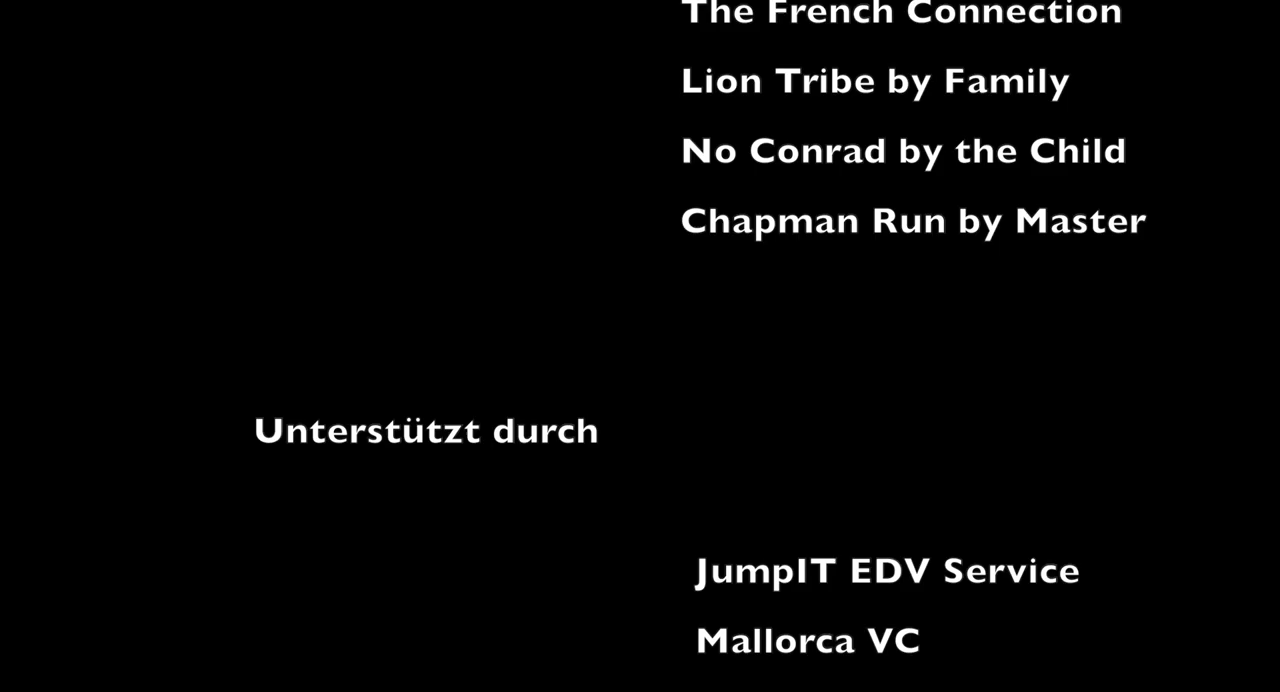 The French Connection
Lion Tribe by Family
No Conrad by the Child
Chapman Run by Master
Unterstützt durch
JumpIT EDV Service
Mallorca VC